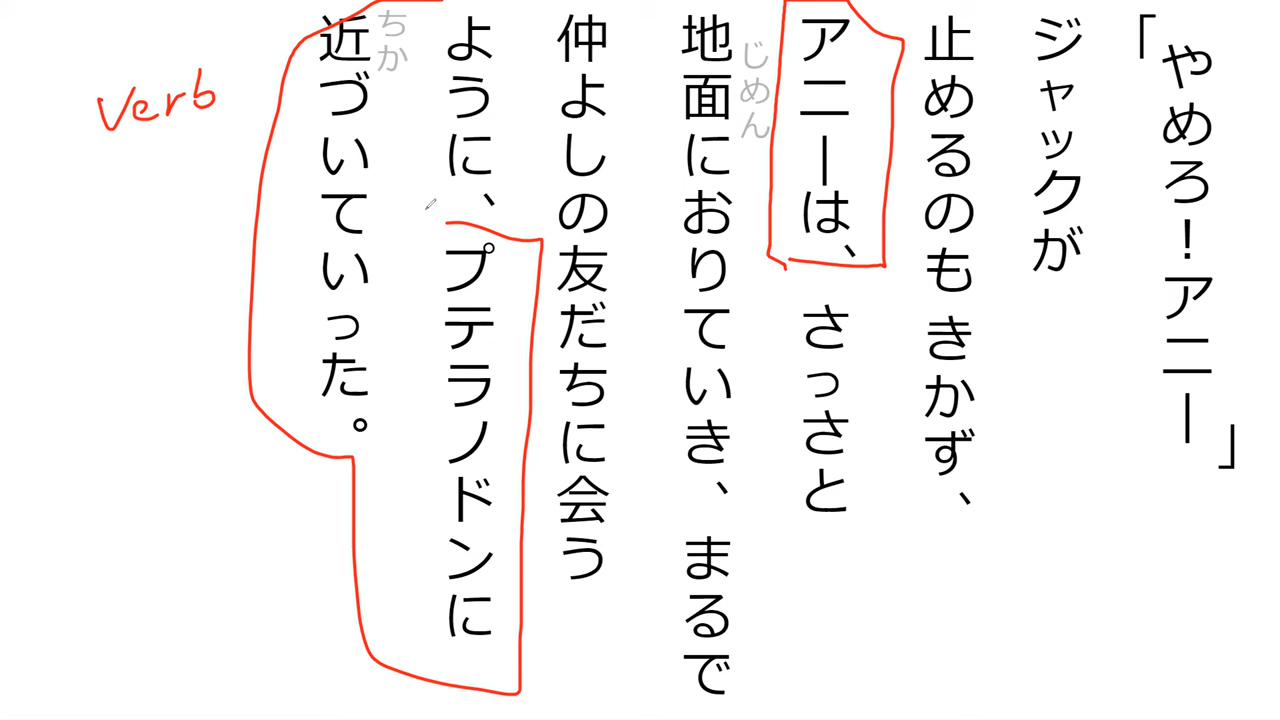 「やめろ！アニー」
ジャックが
止めるのもきかず、
アニーは、さっさと
じめん
地面におりていき、まるで
仲よしの友だちに会う
ように、プテラノドンに
ちか
近づいていった。
verb